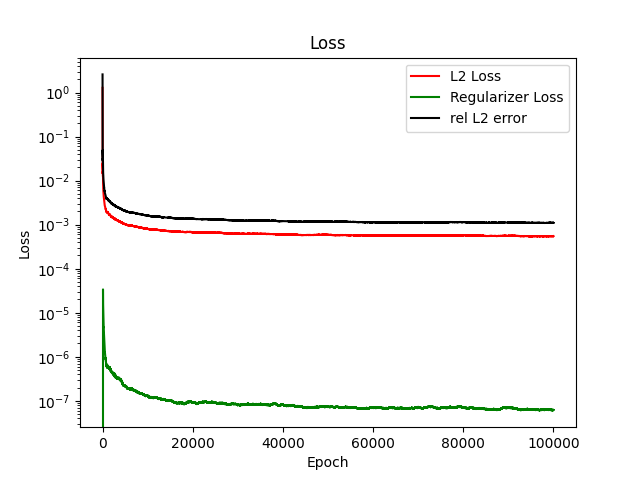 Loss
L2 Loss
Regularizer Loss
rel L2 error
10⁰
10⁻¹
10⁻²
10⁻³
10⁻⁴
10⁻⁵
10⁻⁶
10⁻⁷
Loss
0 20000 40000 60000 80000 100000
Epoch